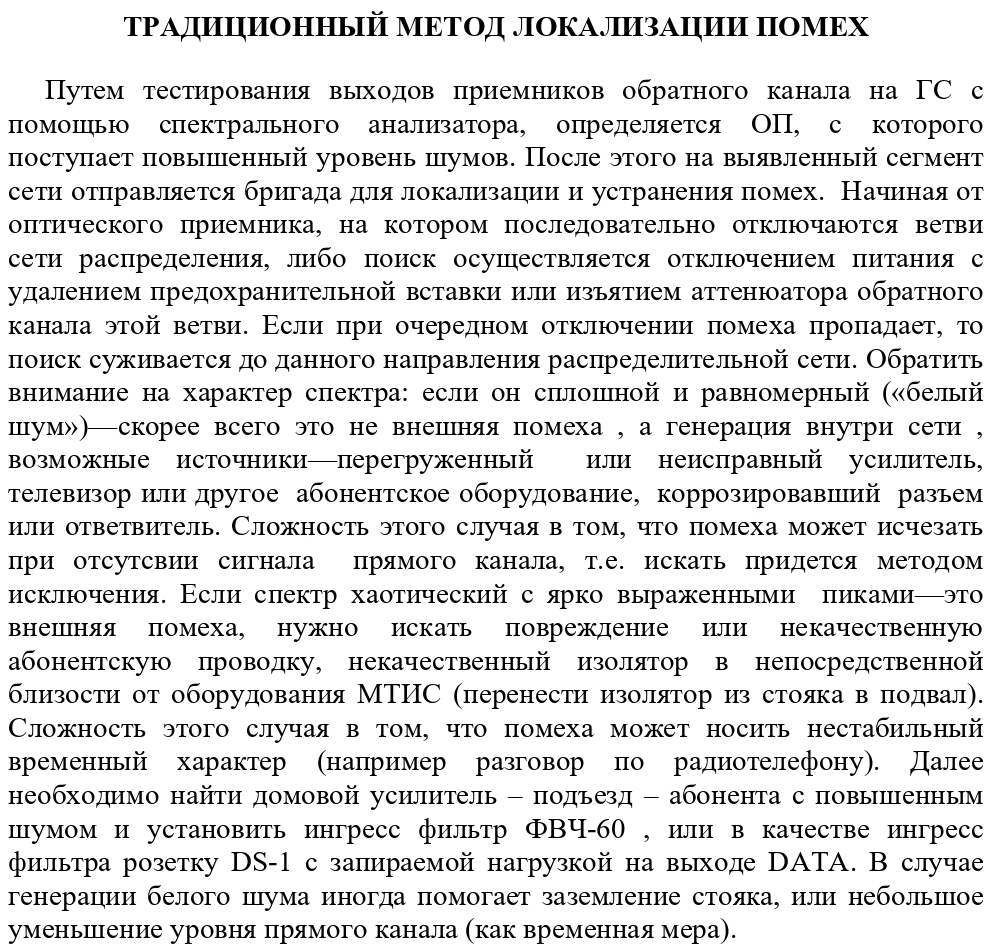 ТРАДИЦИОННЫЙ МЕТОД ЛОКАЛИЗАЦИИ ПОМЕХ
Путем тестирования выходов приемников обратного канала на ГС с
помощью спектрального анализатора, определяется ОП, с которого
поступает повышенный уровень шумов. После этого на выявленный сегмент
сети отправляется бригада для локализации и устранения помех. Начиная от
оптического приемника, на котором последовательно отключаются ветви
сети распределения, либо поиск осуществляется отключением питания с
удалением предохранительной вставки или изъятием аттенюатора обратного
канала этой ветви. Если при очередном отключении помеха пропадает, то
поиск суживается до данного направления распределительной сети. Обратить
внимание на характер спектра: если он сплошной и равномерный («белый
шум»)—скорее всего это не внешняя помеха , а генерация внутри сети ,
возможные источники—перегруженный или неисправный усилитель,
телевизор или другое абонентское оборудование, коррозировавший разъем
или ответвитель. Сложность этого случая в том, что помеха может исчезать
при отсутсвии сигнала прямого канала, т.е. искать придется методом
исключения. Если спектр хаотический с ярко выраженными пиками—это
внешняя помеха, нужно искать повреждение или некачественную
абонентскую проводку, некачественный изолятор в непосредственной
близости от оборудования МТИС (перенести изолятор из стояка в подвал).
Сложность этого случая в том, что помеха может носить нестабильный
временный характер (например разговор по радиотелефону). Далее
необходимо найти домовой усилитель – подъезд – абонента с повышенным
шумом и установить ингресс фильтр ФВЧ-60 , или в качестве ингресс
фильтра розетку DS-1 с запираемой нагрузкой на выходе DATA. В случае
генерации белого шума иногда помогает заземление стояка, или небольшое
уменьшение уровня прямого канала (как временная мера).